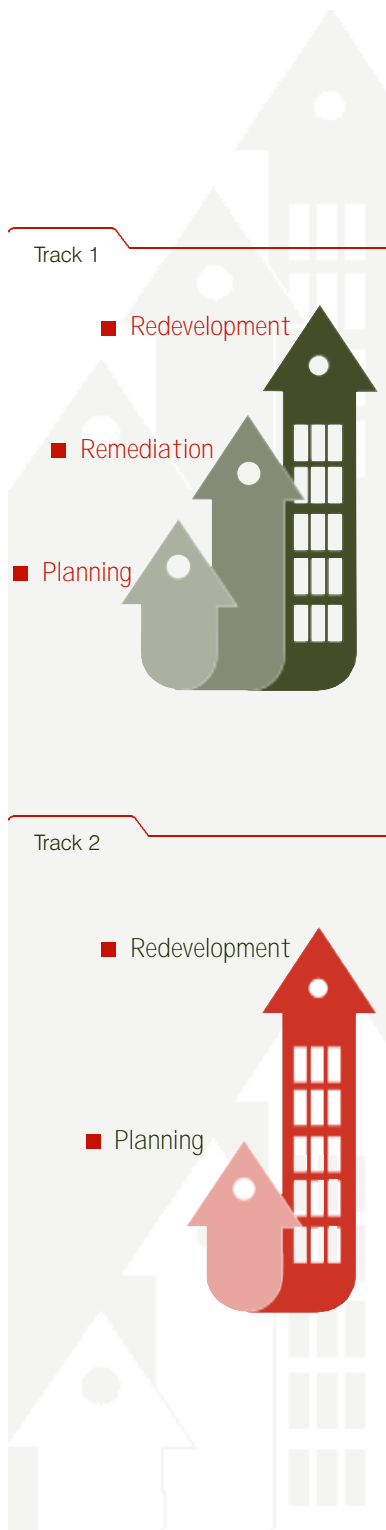 Track 1
Redevelopment
Remediation
Planning
Track 2
Redevelopment
Planning